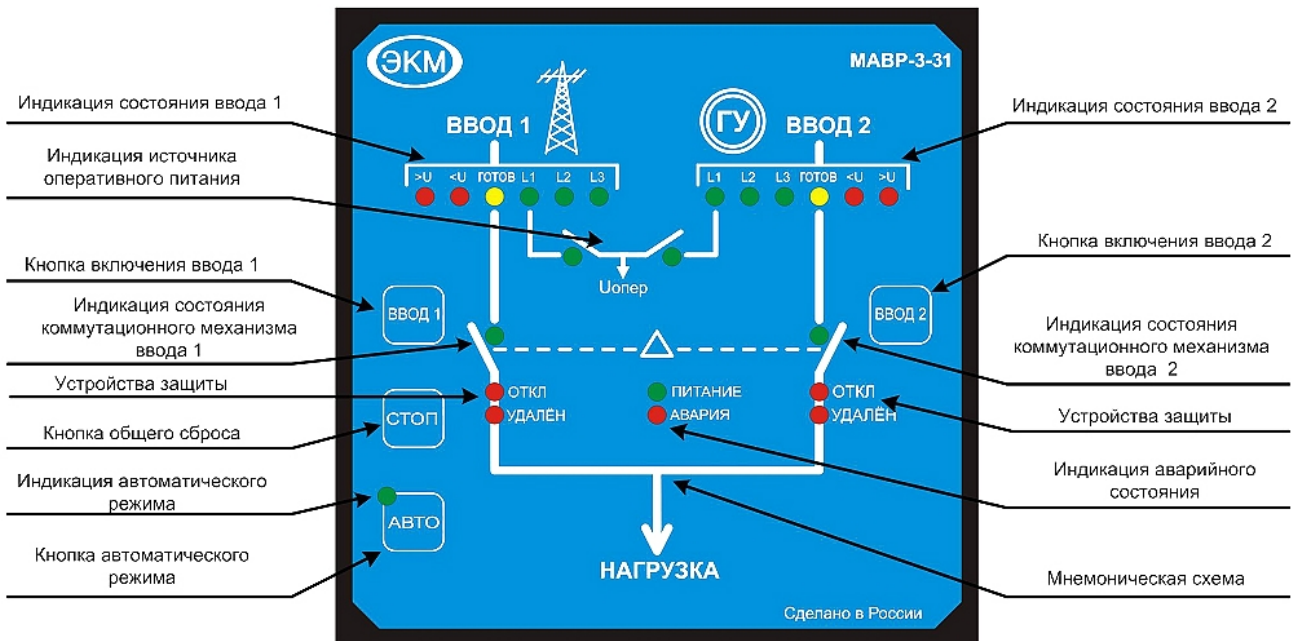 ЭКМ
МАВР-3-31
Индикация состояния ввода 1
Индикация состояния ввода 2
ВВОД 1
ГУ
ВВОД 2
Индикация источника
оперативного питания
>U <U ГОТОВ L1 L2 L3
L1 L2 L3 ГОТОВ <U >U
Кнопка включения ввода 1
Кнопка включения ввода 2
Uопер
ВВОД 1
ВВОД 2
Индикация состояния
коммутационного механизма
ввода 1
Индикация состояния
коммутационного механизма
ввода 2
Устройства защиты
ОТКЛ
УДАЛЁН
ПИТАНИЕ
АВАРИЯ
ОТКЛ
УДАЛЁН
Устройства защиты
СТОП
Кнопка общего сброса
Индикация аварийного
состояния
Индикация автоматического
режима
АВТО
Кнопка автоматического
режима
НАГРУЗКА
Мнемоническая схема
Сделано в России